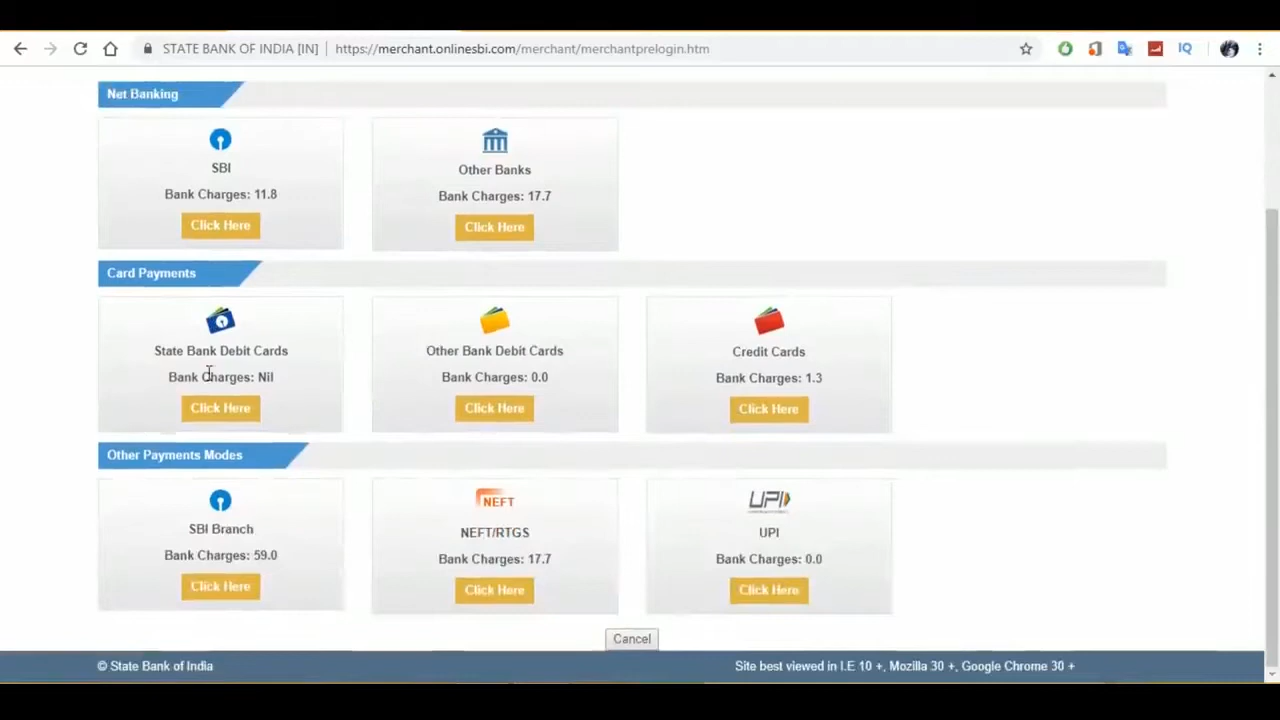 STATE BANK OF INDIA [IN] | https://merchant.onlinesbi.com/merchant/merchantprelogin.htm
IQ
Net Banking
SBI
Bank Charges: 11.8
Click Here
Other Banks
Bank Charges: 17.7
Click Here
Card Payments
State Bank Debit Cards
Bank Charges: Nil
Click Here
Other Bank Debit Cards
Bank Charges: 0.0
Click Here
Credit Cards
Bank Charges: 1.3
Click Here
Other Payments Modes
SBI Branch
Bank Charges: 59.0
Click Here
NEFT
NEFT/RTGS
Bank Charges: 17.7
Click Here
UPI
UPI
Bank Charges: 0.0
Click Here
Cancel
© State Bank of India
Site best viewed in I.E 10 +, Mozilla 30 +, Google Chrome 30 +